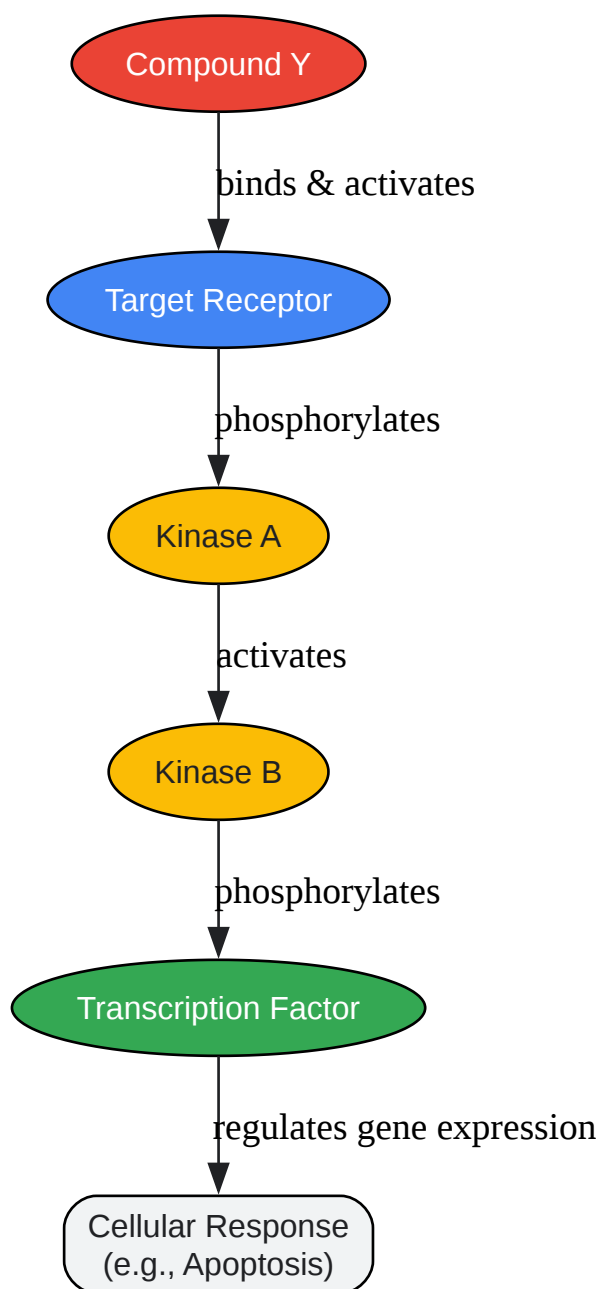 Compound Y
binds & activates
Target Receptor
phosphorylates
Kinase A
activates
Kinase B
phosphorylates
Transcription Factor
regulates gene expression
Cellular Response
(e.g., Apoptosis)